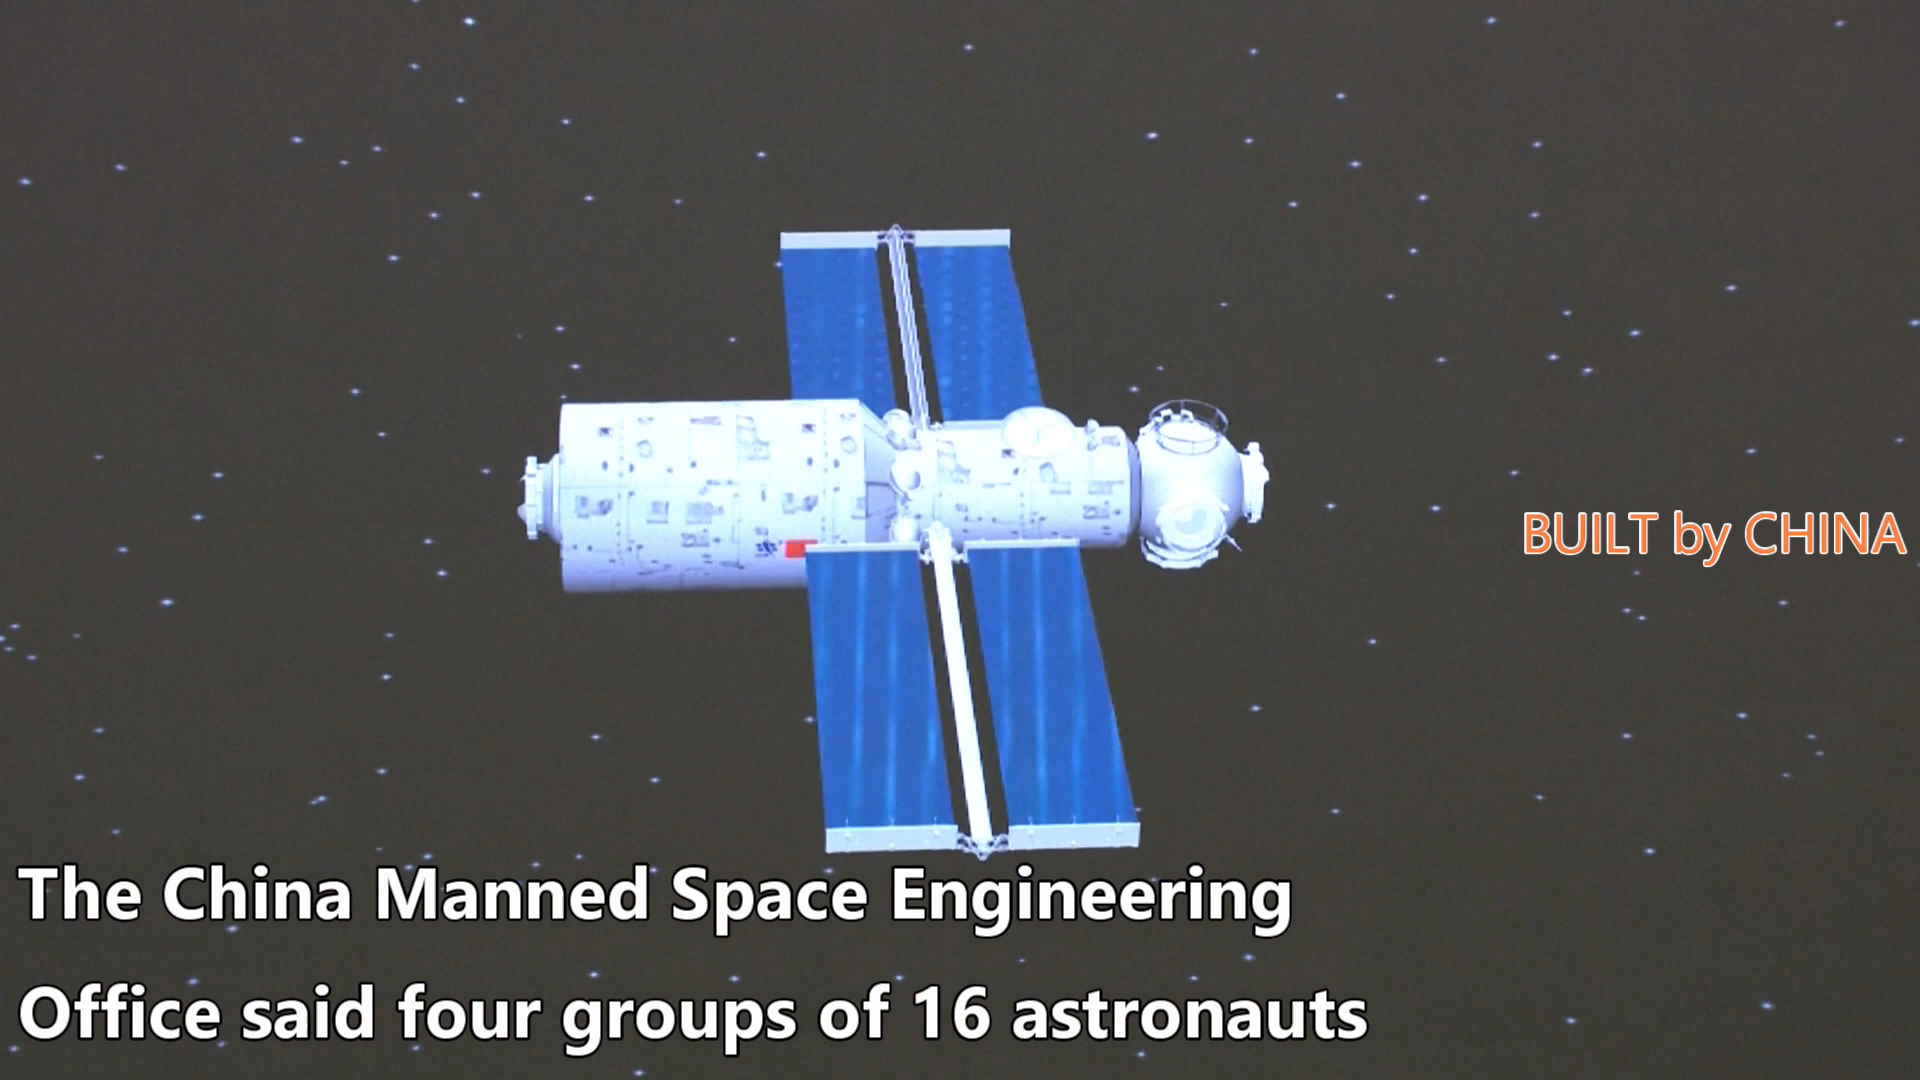 BUILT by CHINA
The China Manned Space Engineering
Office said four groups of 16 astronauts